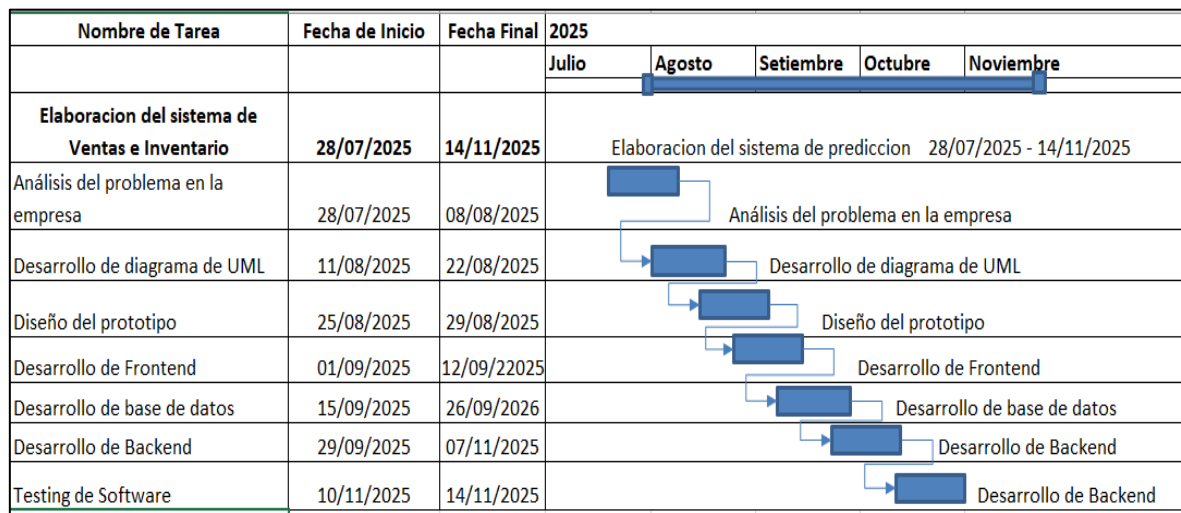 Nombre de Tarea Fecha de Inicio Fecha Final 2025
Julio Agosto Setiembre Octubre Noviembre
Elaboracion del sistema de
Ventas e Inventario 28/07/2025 14/11/2025 Elaboracion del sistema de prediccion 28/07/2025 - 14/11/2025
Análisis del problema en la
empresa 28/07/2025 08/08/2025 Análisis del problema en la empresa
Desarrollo de diagrama de UML 11/08/2025 22/08/2025 Desarrollo de diagrama de UML
Diseño del prototipo 25/08/2025 29/08/2025 Diseño del prototipo
Desarrollo de Frontend 01/09/2025 12/09/22025 Desarrollo de Frontend
Desarrollo de base de datos 15/09/2025 26/09/2026 Desarrollo de base de datos
Desarrollo de Backend 29/09/2025 07/11/2025 Desarrollo de Backend
Testing de Software 10/11/2025 14/11/2025 Desarrollo de Backend